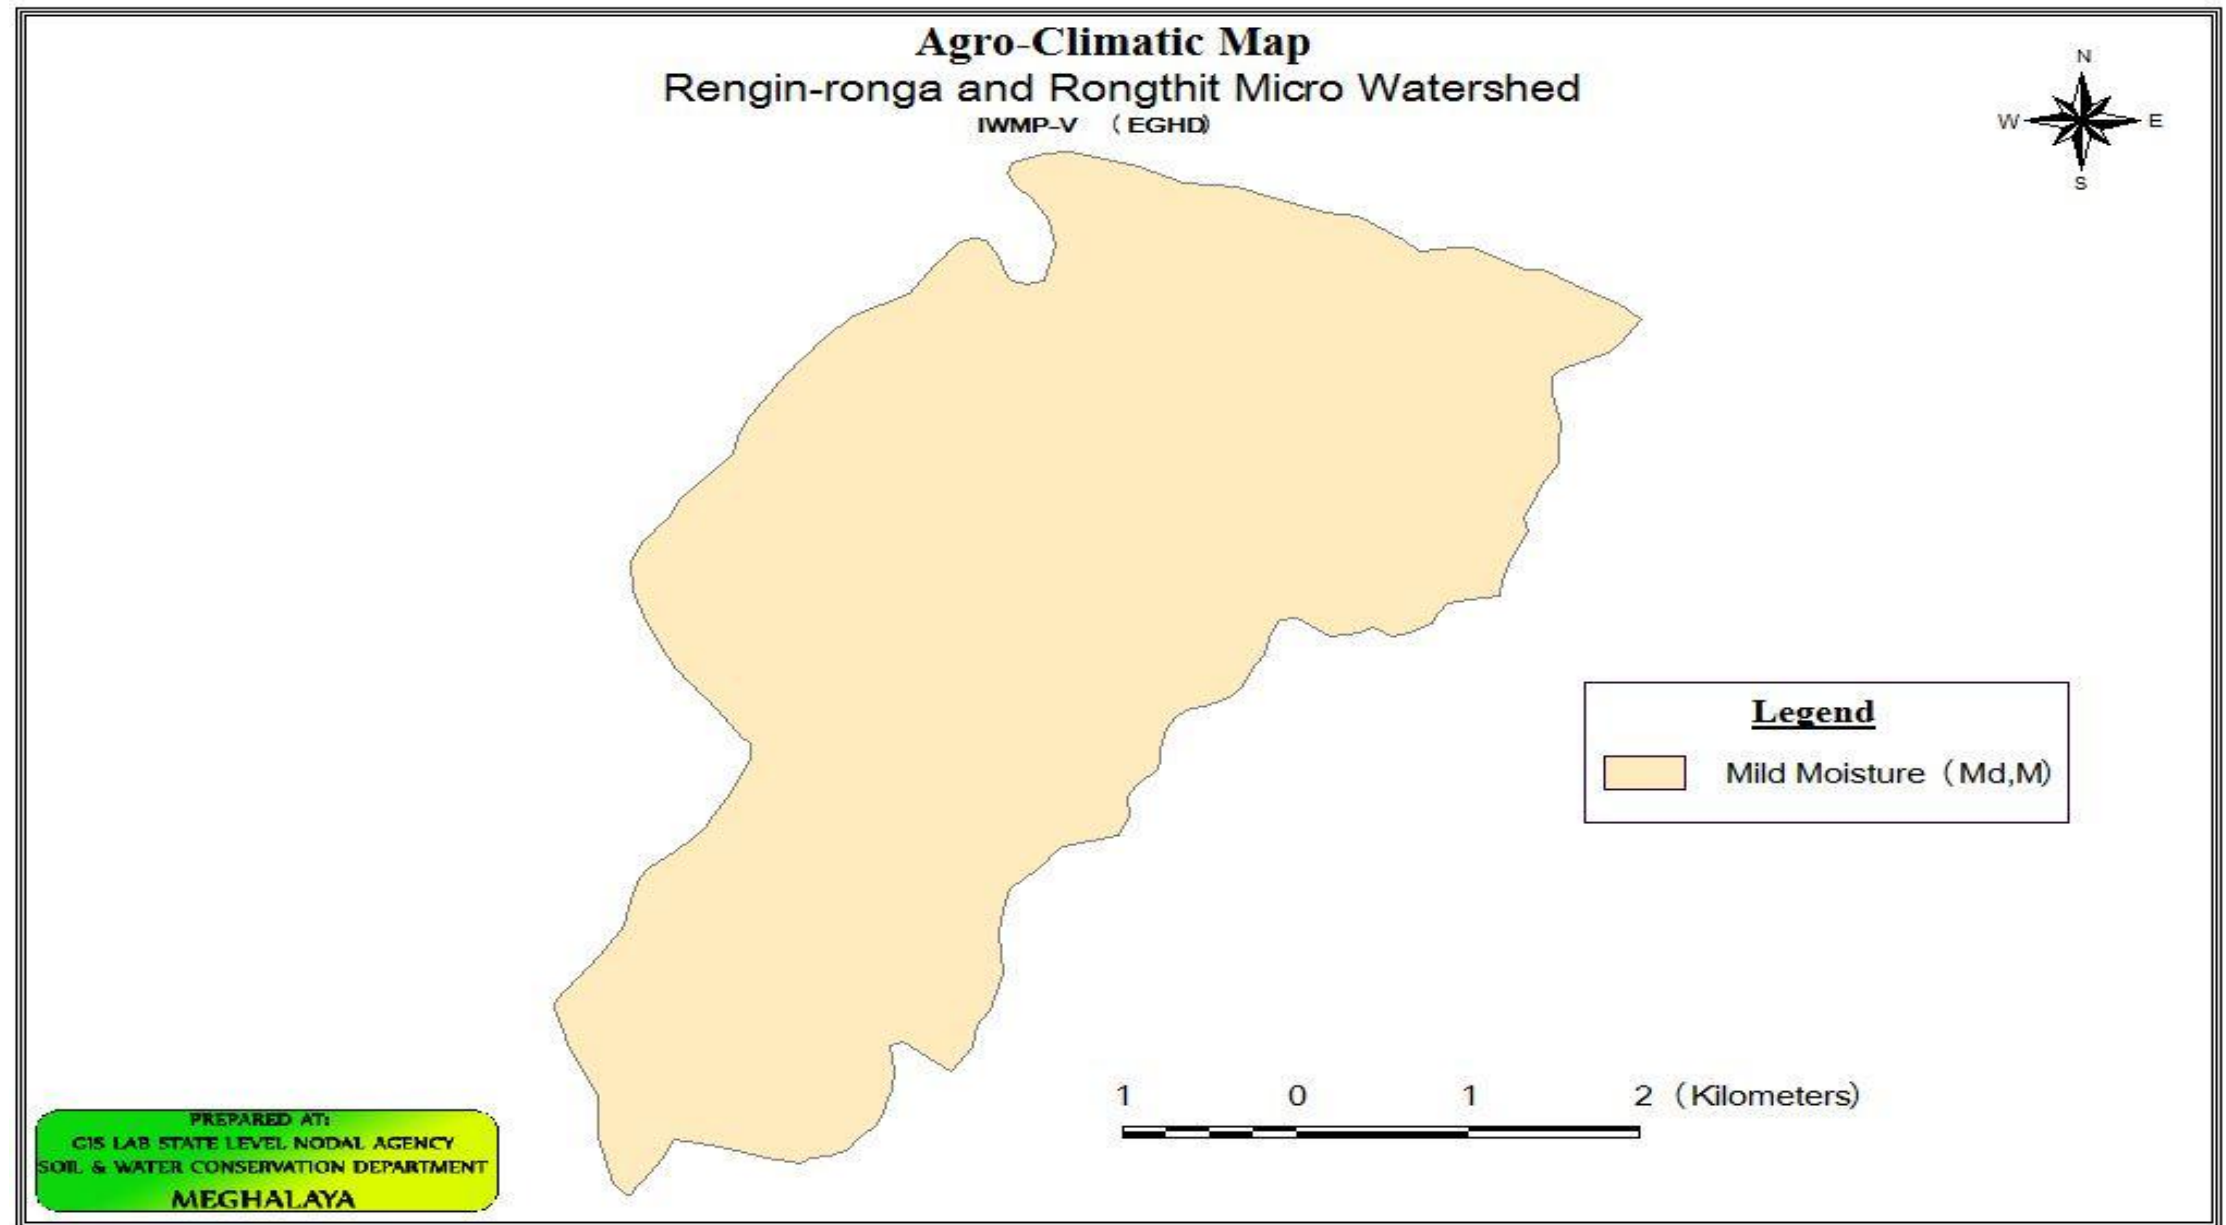 Agro-Climatic Map
Rengin-ronga and Rongthit Micro Watershed
IWMP-V (EGHD)
N
W E
S
Legend
Mild Moisture (Md,M)
1 0 1 2 (Kilometers)
PREPARED AT:
GIS LAB STATE LEVEL NODAL AGENCY
SOIL & WATER CONSERVATION DEPARTMENT
MEGHALAYA